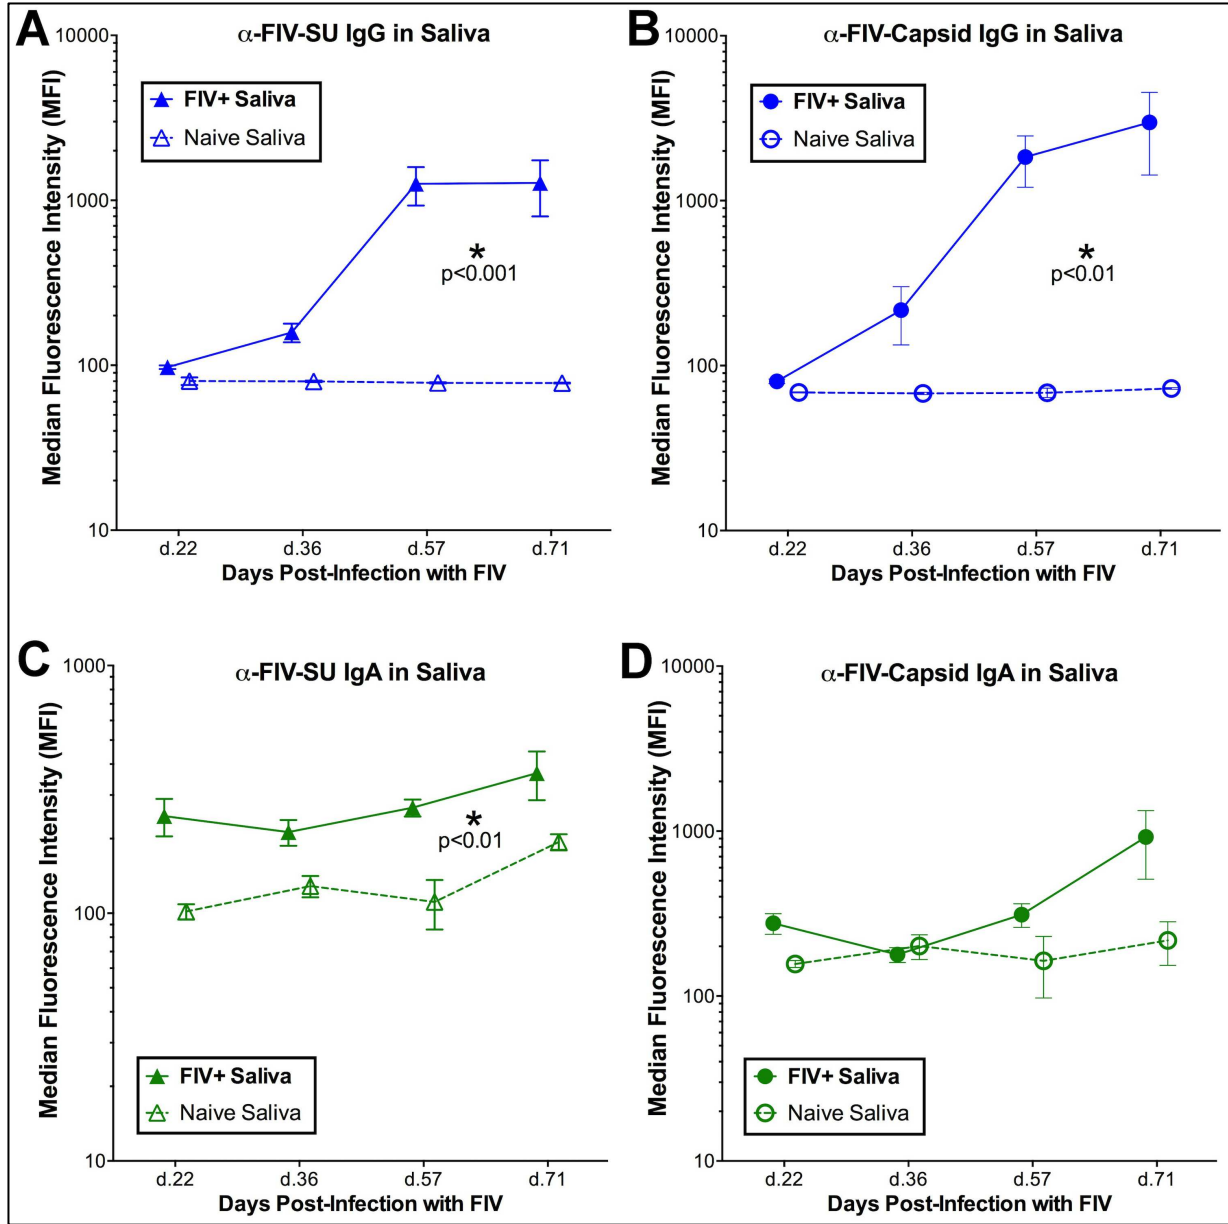 A
α-FIV-SU IgG in Saliva
Median Fluorescence Intensity (MFI)
10000
1000
100
10
FIV+ Saliva
Naive Saliva
*
p<0.001
d.22 d.36 d.57 d.71
Days Post-Infection with FIV
B
α-FIV-Capsid IgG in Saliva
Median Fluorescence Intensity (MFI)
10000
1000
100
10
FIV+ Saliva
Naive Saliva
*
p<0.01
d.22 d.36 d.57 d.71
Days Post-Infection with FIV
C
α-FIV-SU IgA in Saliva
Median Fluorescence Intensity (MFI)
1000
100
10
*
p<0.01
FIV+ Saliva
Naive Saliva
d.22 d.36 d.57 d.71
Days Post-Infection with FIV
D
α-FIV-Capsid IgA in Saliva
Median Fluorescence Intensity (MFI)
10000
1000
100
10
FIV+ Saliva
Naive Saliva
d.22 d.36 d.57 d.71
Days Post-Infection with FIV